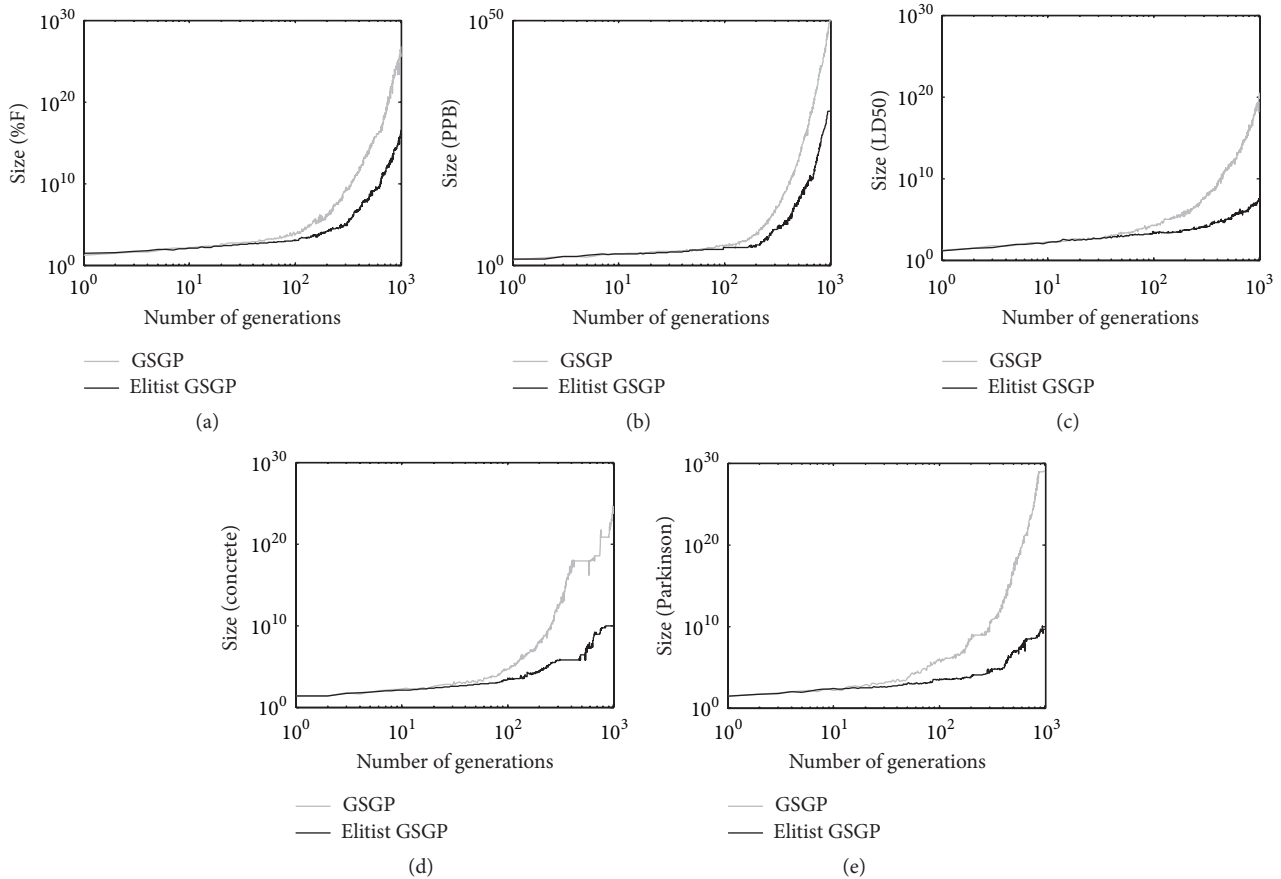 Size (%F)
10^30
10^20
10^10
10^0
10^0 10^1 10^2 10^3
Number of generations
GSGP
Elitist GSGP
(a)
Size (PPB)
10^50
10^0
10^0 10^1 10^2 10^3
Number of generations
GSGP
Elitist GSGP
(b)
Size (LD50)
10^30
10^20
10^10
10^0
10^0 10^1 10^2 10^3
Number of generations
GSGP
Elitist GSGP
(c)
Size (concrete)
10^30
10^20
10^10
10^0
10^0 10^1 10^2 10^3
Number of generations
GSGP
Elitist GSGP
(d)
Size (Parkinson)
10^30
10^20
10^10
10^0
10^0 10^1 10^2 10^3
Number of generations
GSGP
Elitist GSGP
(e)